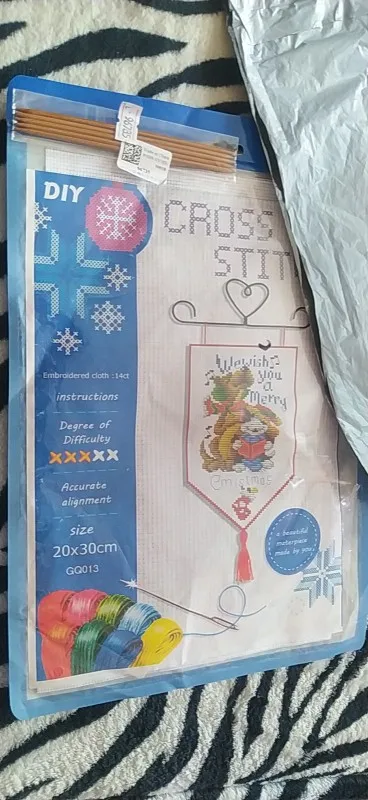 DIY
CROSS
STIT
We wish
you
a
Merry
Christmas
Embroidered cloth :14ct
instructions
Degree of
Difficulty
Accurate
alignment
size
20x30cm
GQ013
a beautiful
materpiece
made by you!